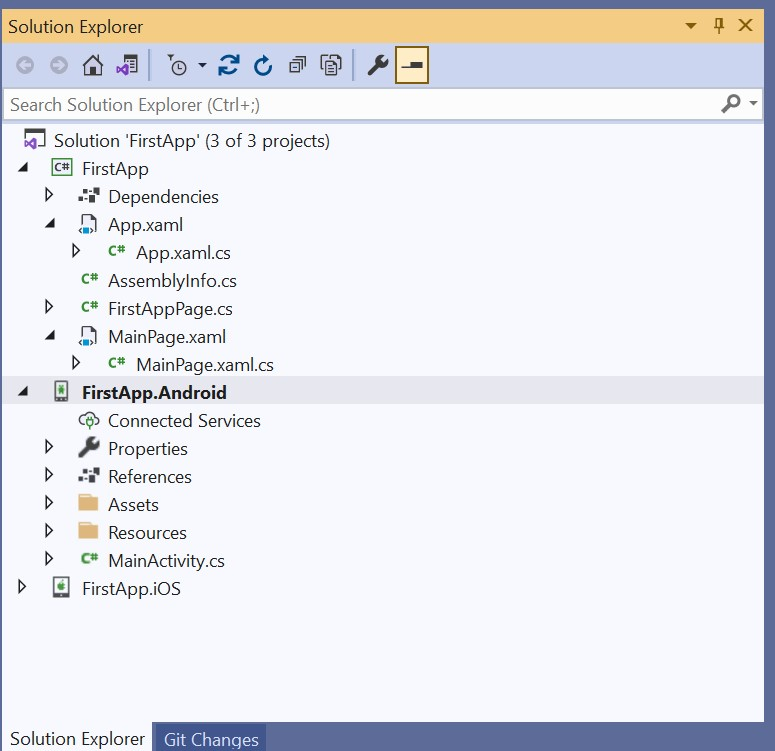 Solution Explorer
Search Solution Explorer (Ctrl+;)
Solution 'FirstApp' (3 of 3 projects)
C# FirstApp
Dependencies
App.xaml
C# App.xaml.cs
C# AssemblyInfo.cs
C# FirstAppPage.cs
MainPage.xaml
C# MainPage.xaml.cs
FirstApp.Android
Connected Services
Properties
References
Assets
Resources
C# MainActivity.cs
FirstApp.iOS
Solution Explorer Git Changes